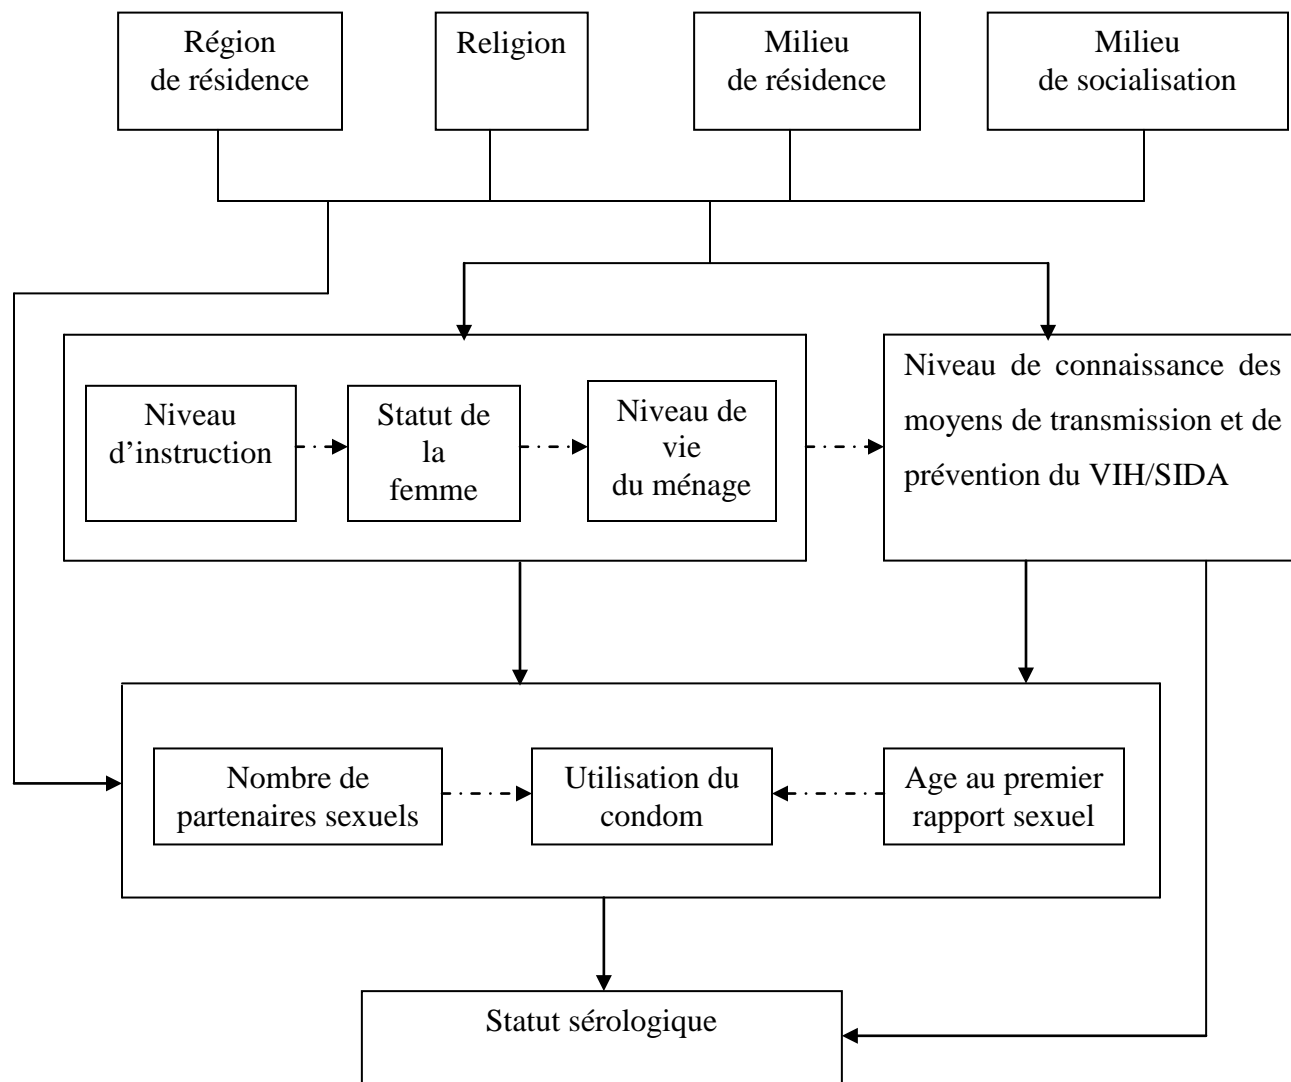 Région
de résidence
Religion
Milieu
de résidence
Milieu
de socialisation
Niveau
d’instruction
Statut de
la
femme
Niveau de
vie
du ménage
Niveau de connaissance des
moyens de transmission et de
prévention du VIH/SIDA
Nombre de
partenaires sexuels
Utilisation du
condom
Age au premier
rapport sexuel
Statut sérologique